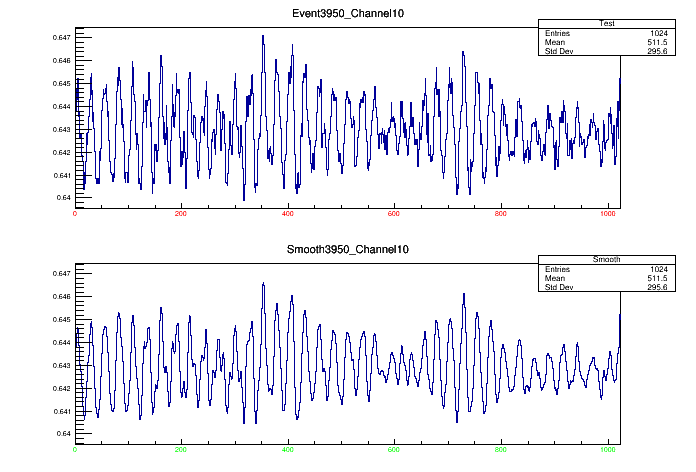 Event3950_Channel10
Test
Entries 1024
Mean 511.5
Std Dev 295.6
0.647
0.646
0.645
0.644
0.643
0.642
0.641
0.64
0 200 400 600 800 1000
Smooth3950_Channel10
Smooth
Entries 1024
Mean 511.5
Std Dev 295.6
0.647
0.646
0.645
0.644
0.643
0.642
0.641
0.64
0 200 400 600 800 1000